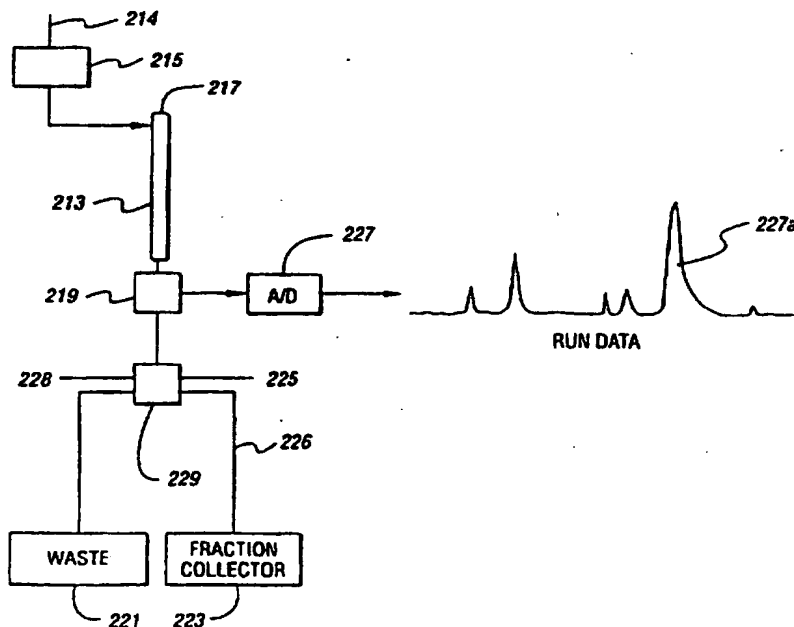 214
215
217
213
227
227a
219
A/D
RUN DATA
228
225
226
229
WASTE
FRACTION
COLLECTOR
221
223